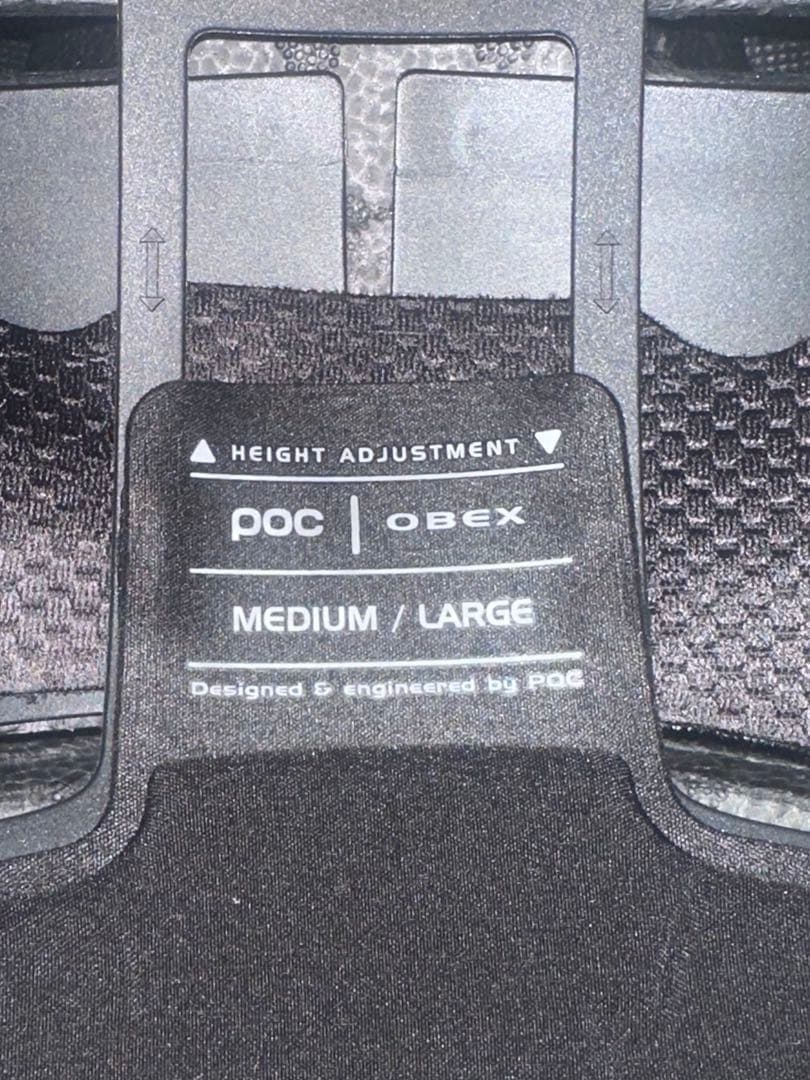 HEIGHT ADJUSTMENT
POC | OBEX
MEDIUM / LARGE
Designed & engineered by POC